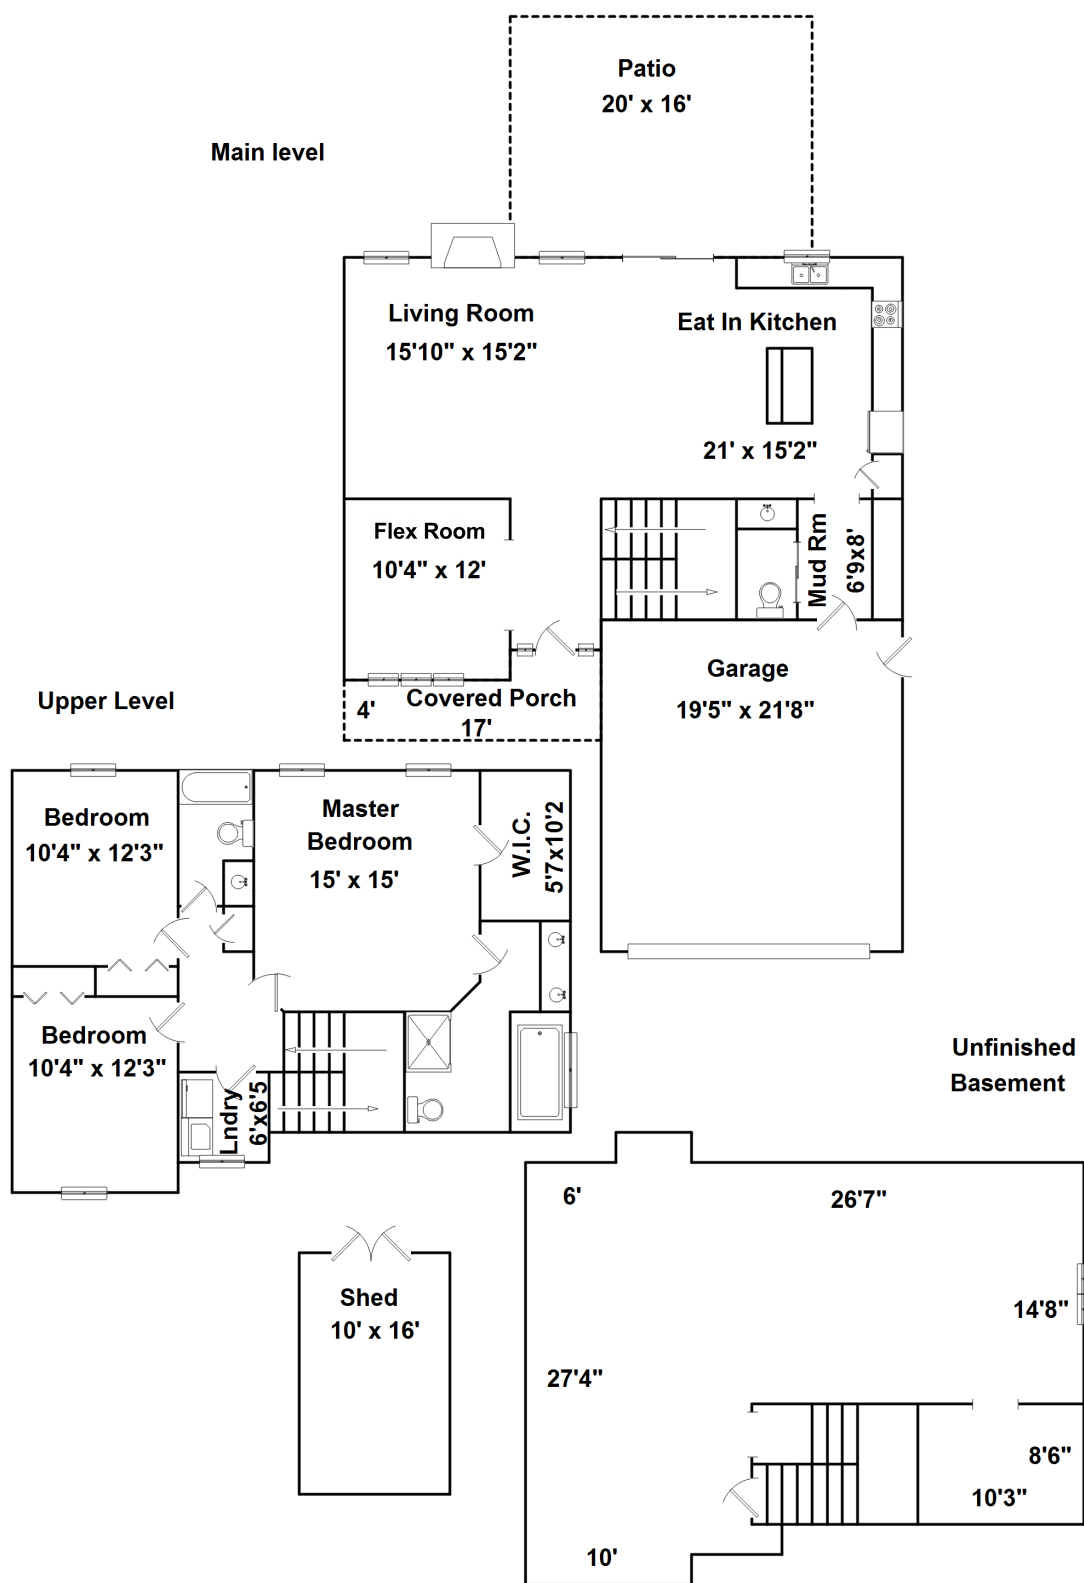 Patio
20' x 16'
Main level
Living Room
15'10" x 15'2"
Eat In Kitchen
21' x 15'2"
Flex Room
10'4" x 12'
Mud Rm
6'9x8'
Garage
19'5" x 21'8"
Covered Porch
4'
17'
Upper Level
Bedroom
10'4" x 12'3"
Master
Bedroom
15' x 15'
W.I.C.
5'7x10'2
Bedroom
10'4" x 12'3"
Lndry
6'x6'5
Unfinished
Basement
6'
26'7"
14'8"
27'4"
8'6"
10'3"
10'
Shed
10' x 16'